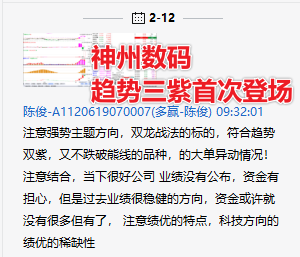 2-12
神州数码
趋势三紫首次登场
陈俊-A1120619070007(多赢-陈俊) 09:32:01
注意强势主题方向，双龙战法的标的，符合趋势
双紫，又不跌破能线的品种，的大单异动情况！
注意结合，当下很好公司 业绩没有公布，资金有
担心，但是过去业绩很稳健的方向，资金或许就
没有很多但有了， 注意绩优的特点，科技方向的
绩优的稀缺性